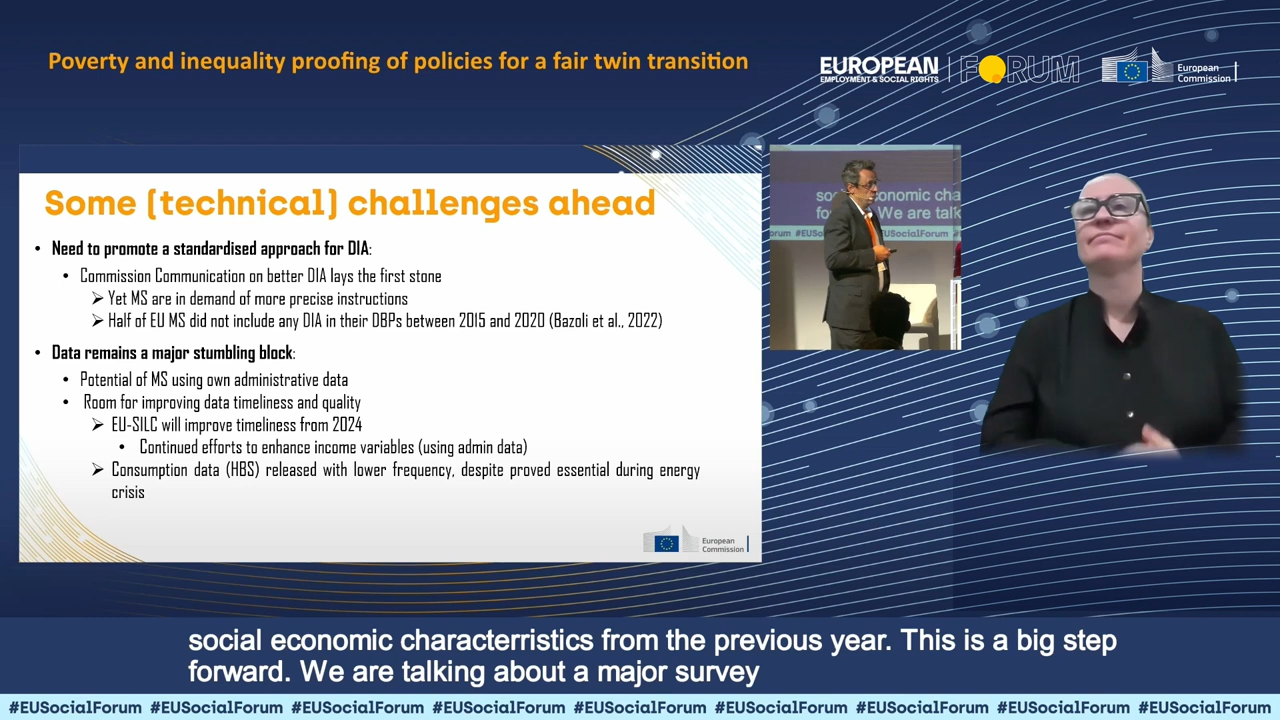 Poverty and inequality proofing of policies for a fair twin transition
EUROPEAN
EMPLOYMENT & SOCIAL RIGHTS
FORUM
European
Commission
Some (technical) challenges ahead
• Need to promote a standardised approach for DIA:
• Commission Communication on better DIA lays the first stone
➢ Yet MS are in demand of more precise instructions
➢ Half of EU MS did not include any DIA in their DBPs between 2015 and 2020 (Bazoli et al., 2022)
• Data remains a major stumbling block:
• Potential of MS using own administrative data
• Room for improving data timeliness and quality
➢ EU-SILC will improve timeliness from 2024
• Continued efforts to enhance income variables (using admin data)
➢ Consumption data (HBS) released with lower frequency, despite proved essential during energy
crisis
European
Commission
economic cha
We are talk
#EUSocialForum #EUSocialForum
social economic characterristics from the previous year. This is a big step
forward. We are talking about a major survey
#EUSocialForum #EUSocialForum #EUSocialForum #EUSocialForum #EUSocialForum #EUSocialForum #EUSocialForum #EUSocialForum #EUSocialForum